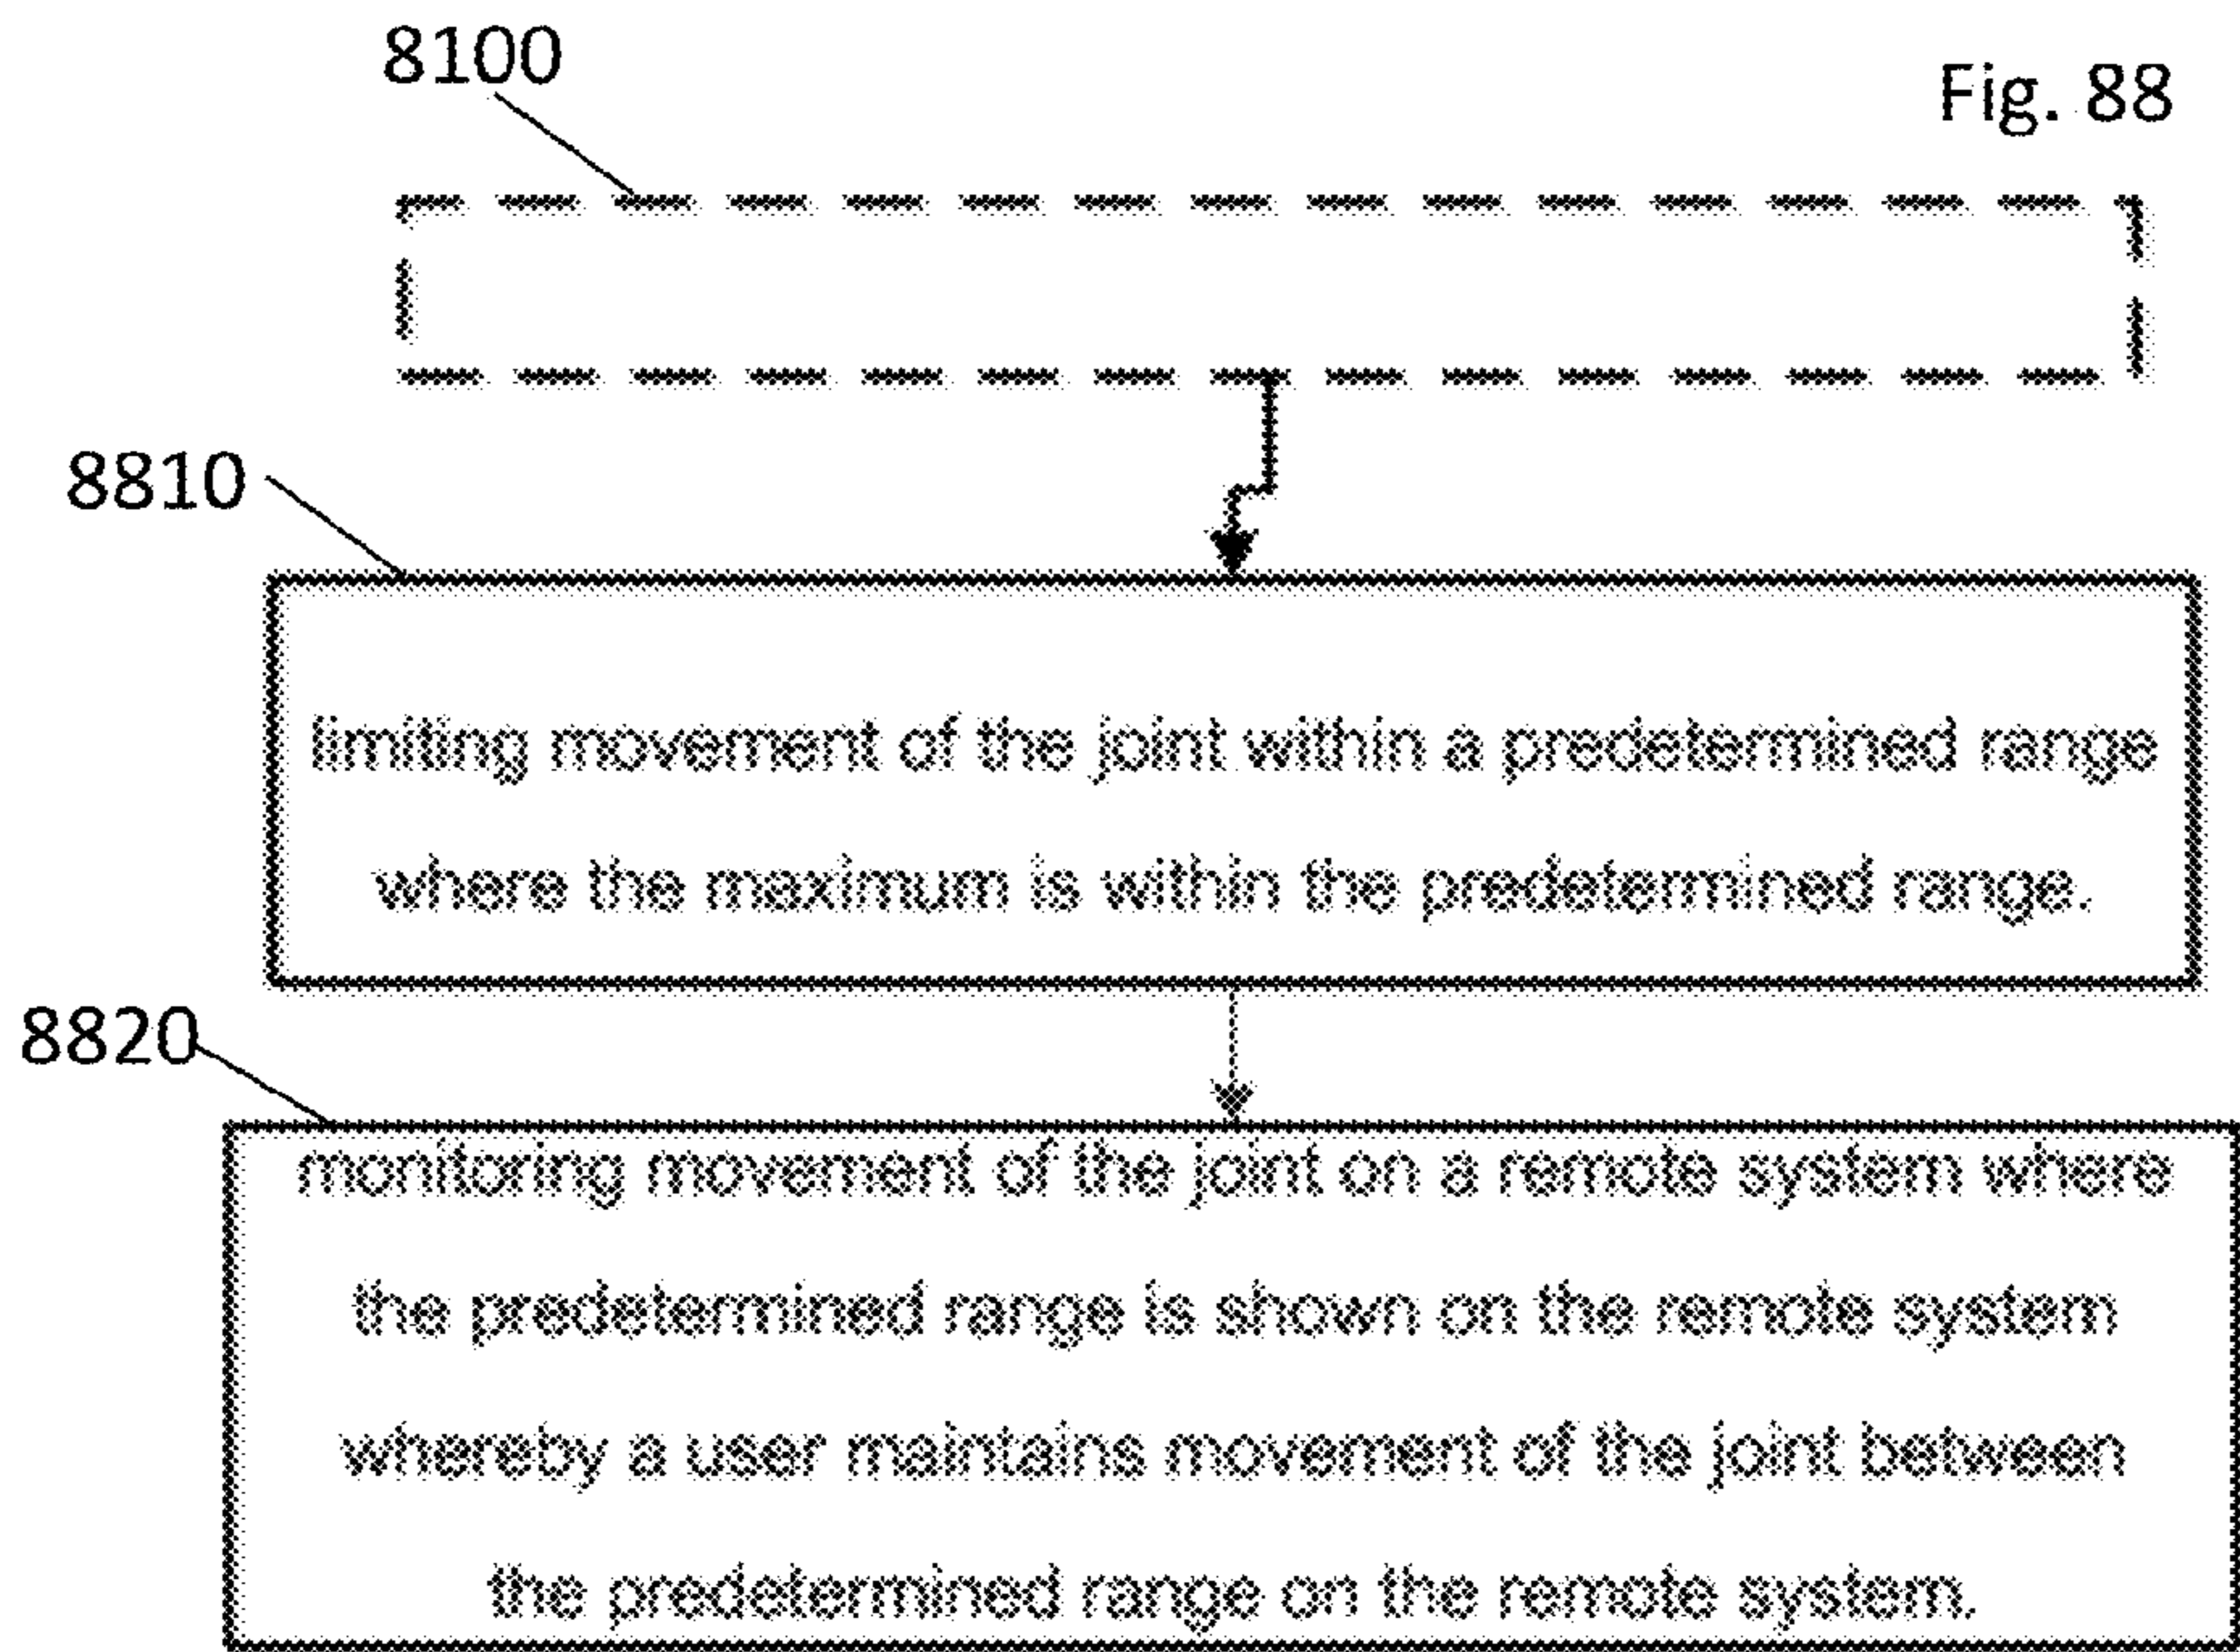 8100
Fig. 88
8810
limiting movement of the joint within a predetermined range
where the maximum is within the predetermined range.
8820
monitoring movement of the joint on a remote system where
the predetermined range is shown on the remote system
whereby a user maintains movement of the joint between
the predetermined range on the remote system.